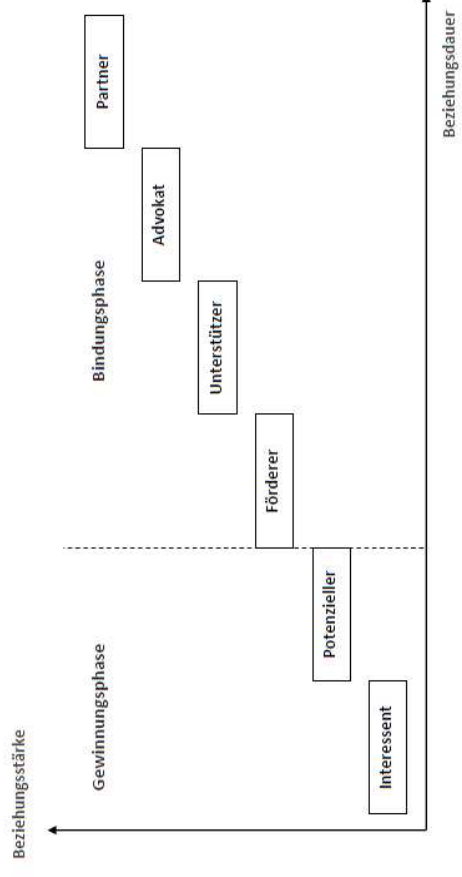 Beziehungsstärke
Gewinnungsphase
Bindungsphase
Partner
Advokat
Unterstützer
Förderer
Potenzieller
Interessent
Beziehungsdauer